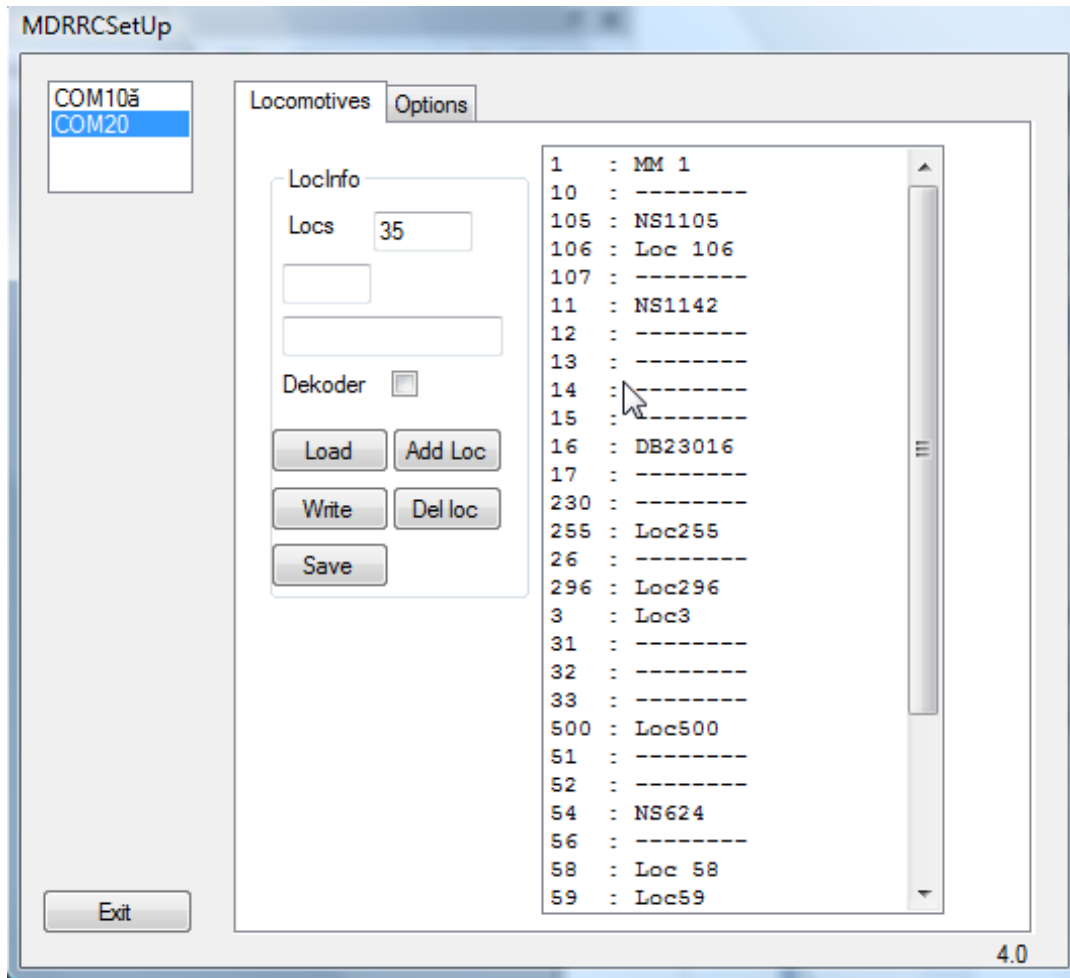 MDRRCSetUp
COM10ă
COM20
Locomotives
Options
LocInfo
Locs 35
Dekoder
Load Add Loc
Write Del loc
Save
1 : MM 1
10 : --------
105 : NS1105
106 : Loc 106
107 : --------
11 : NS1142
12 : --------
13 : --------
14 : --------
15 : --------
16 : DB23016
17 : --------
230 : --------
255 : Loc255
26 : --------
296 : Loc296
3 : Loc3
31 : --------
32 : --------
33 : --------
500 : Loc500
51 : --------
52 : --------
54 : NS624
56 : --------
58 : Loc 58
59 : Loc59
Exit
4.0